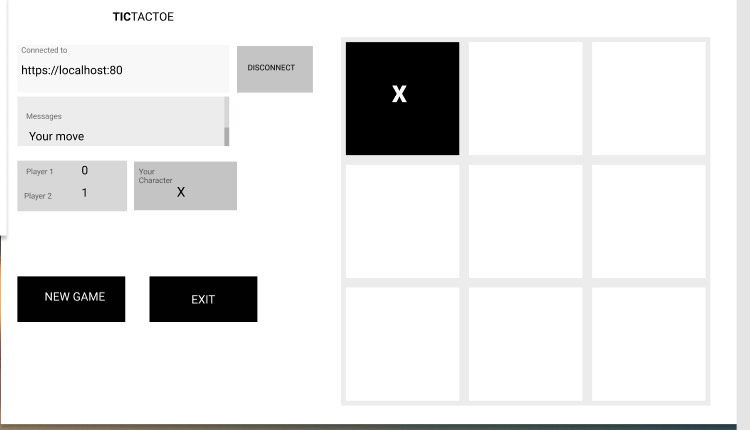 TICTACTOE
Connected to
https://localhost:80
DISCONNECT
Messages
Your move
Player 1 0
Player 2 1
Your
Character
X
NEW GAME
EXIT
X